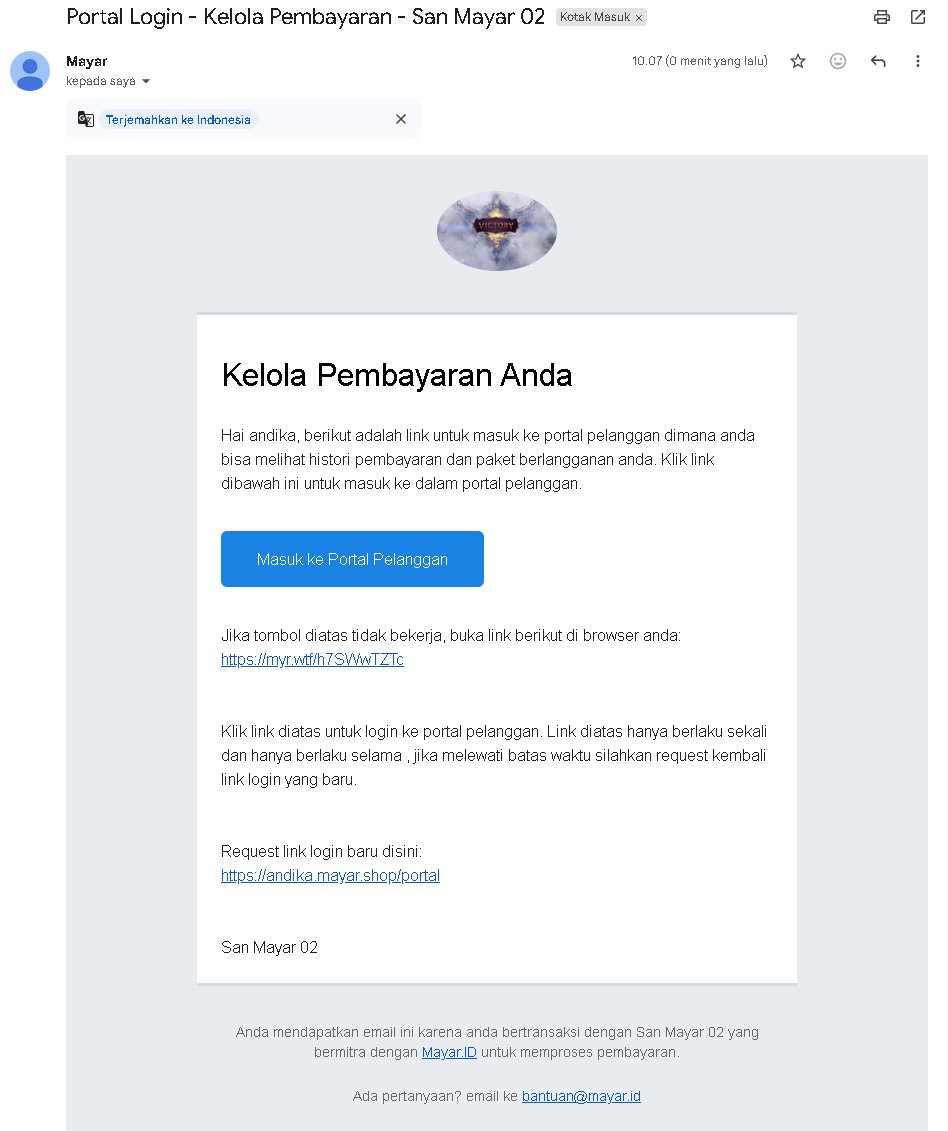 Portal Login - Kelola Pembayaran - San Mayar 02 Kotak Masuk ×
Mayar
10.07 (0 menit yang lalu)
kepada saya
Terjemahkan ke Indonesia
VICTORY
Kelola Pembayaran Anda
Hai andika, berikut adalah link untuk masuk ke portal pelanggan dimana anda
bisa melihat histori pembayaran dan paket berlangganan anda. Klik link
dibawah ini untuk masuk ke dalam portal pelanggan.
Masuk ke Portal Pelanggan
Jika tombol diatas tidak bekerja, buka link berikut di browser anda:
https://myr.wtf/h7SWwTZTc
Klik link diatas untuk login ke portal pelanggan. Link diatas hanya berlaku sekali
dan hanya berlaku selama , jika melewati batas waktu silahkan request kembali
link login yang baru.
Request link login baru disini:
https://andika.mayar.shop/portal
San Mayar 02
Anda mendapatkan email ini karena anda bertransaksi dengan San Mayar 02 yang
bermitra dengan Mayar.ID untuk memproses pembayaran.
Ada pertanyaan? email ke bantuan@mayar.id